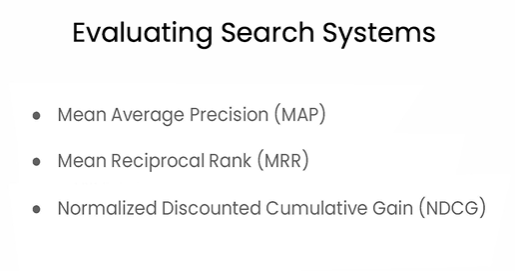 Evaluating Search Systems
• Mean Average Precision (MAP)
• Mean Reciprocal Rank (MRR)
• Normalized Discounted Cumulative Gain (NDCG)